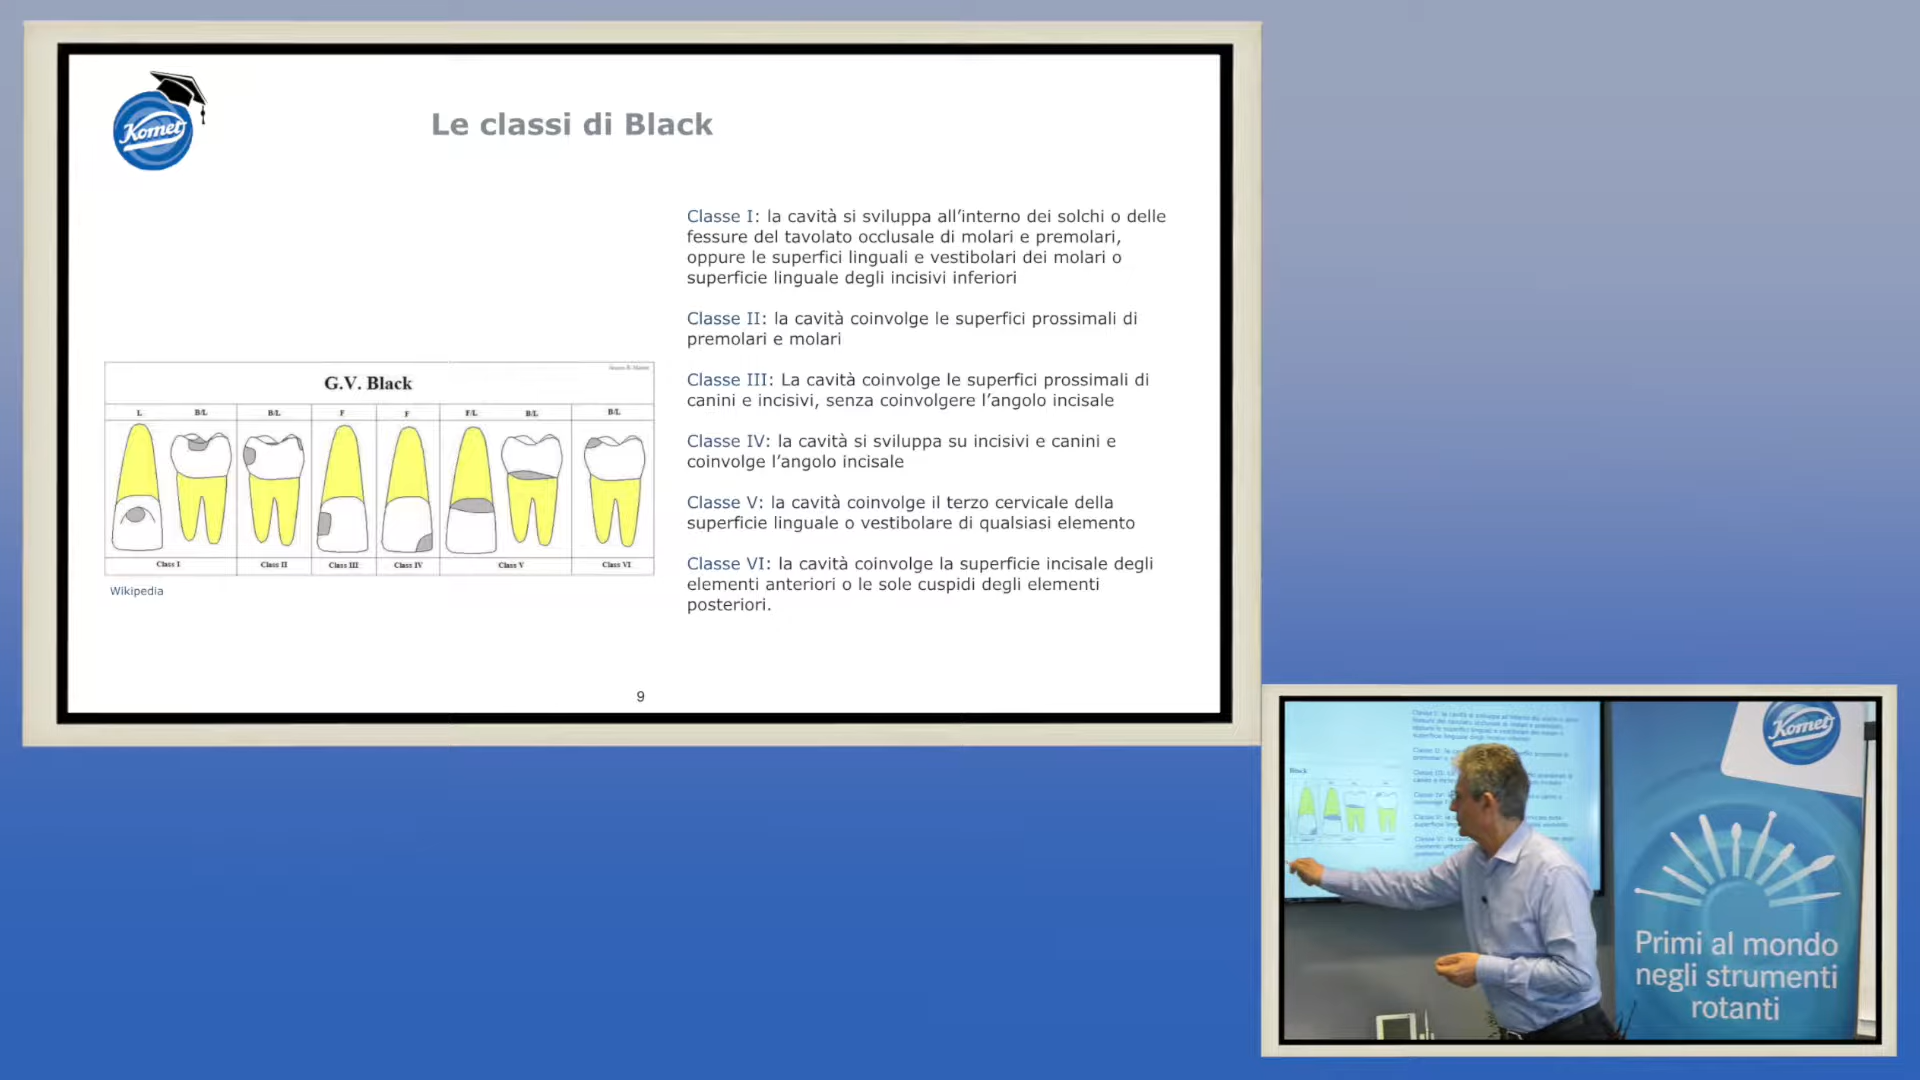 Komet
Le classi di Black
Classe I: la cavità si sviluppa all’interno dei solchi o delle
fessure del tavolato occlusale di molari e premolari,
oppure le superfici linguali e vestibolari dei molari o
superficie linguale degli incisivi inferiori
Classe II: la cavità coinvolge le superfici prossimali di
premolari e molari
Classe III: La cavità coinvolge le superfici prossimali di
canini e incisivi, senza coinvolgere l’angolo incisale
Classe IV: la cavità si sviluppa su incisivi e canini e
coinvolge l’angolo incisale
Classe V: la cavità coinvolge il terzo cervicale della
superficie linguale o vestibolare di qualsiasi elemento
Classe VI: la cavità coinvolge la superficie incisale degli
elementi anteriori o le sole cuspidi degli elementi
posteriori.
G.V. Black
L B/L B/L F F F/L B/L B/L
Class I Class II Class III Class IV Class V Class VI
Wikipedia
9
Black
Komet
Primi al mondo
negli strumenti
rotanti